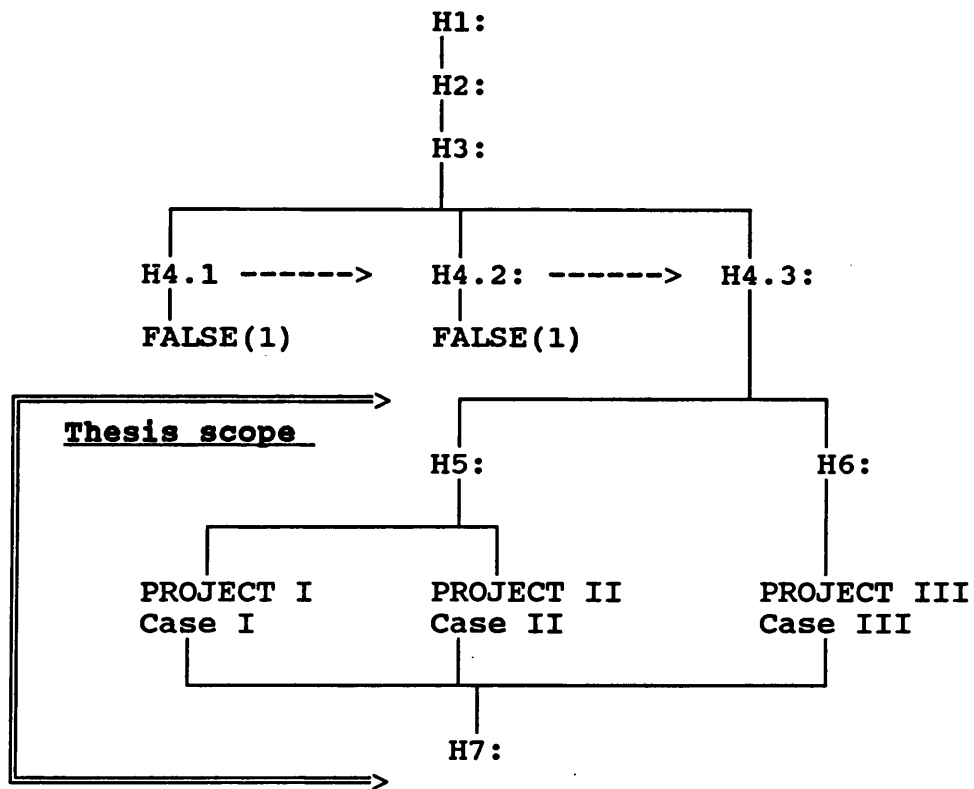 H1:
H2:
H3:
H4.1 ------> H4.2: ------> H4.3:
FALSE(1) FALSE(1)
Thesis scope
H5: H6:
PROJECT I PROJECT II PROJECT III
Case I Case II Case III
H7: